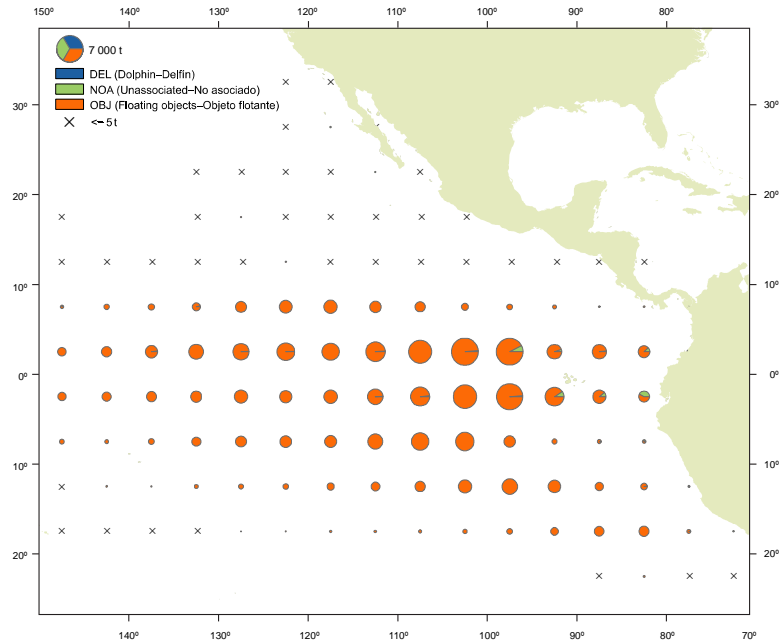 150º 140º 130º 120º 110º 100º 90º 80º
7 000 t
DEL (Dolphin–Delfín)
NOA (Unassociated–No asociado)
OBJ (Floating objects–Objeto flotante)
<= 5 t
30º 30º
20º 20º
10º 10º
0º 0º
10º 10º
20º 20º
140º 130º 120º 110º 100º 90º 80º 70º